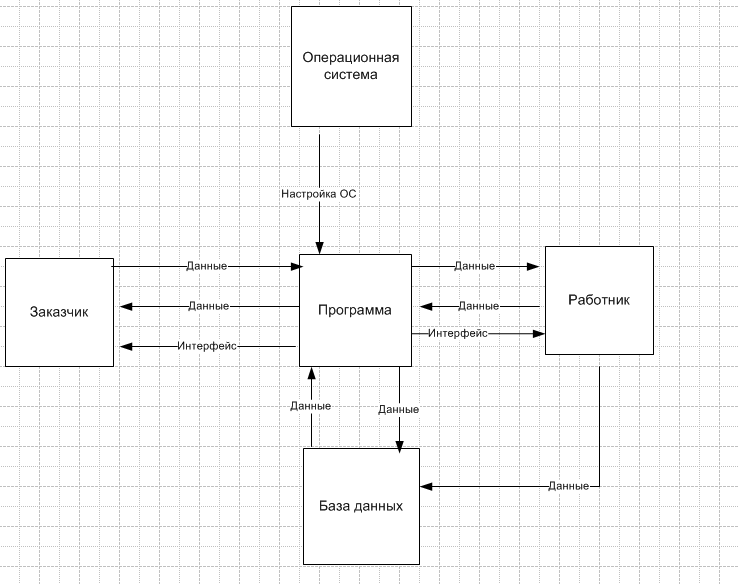 Операционная
система
Настройка ОС
Данные
Данные
Заказчик
Данные
Программа
Данные
Работник
Интерфейс
Интерфейс
Данные
Данные
База данных
Данные